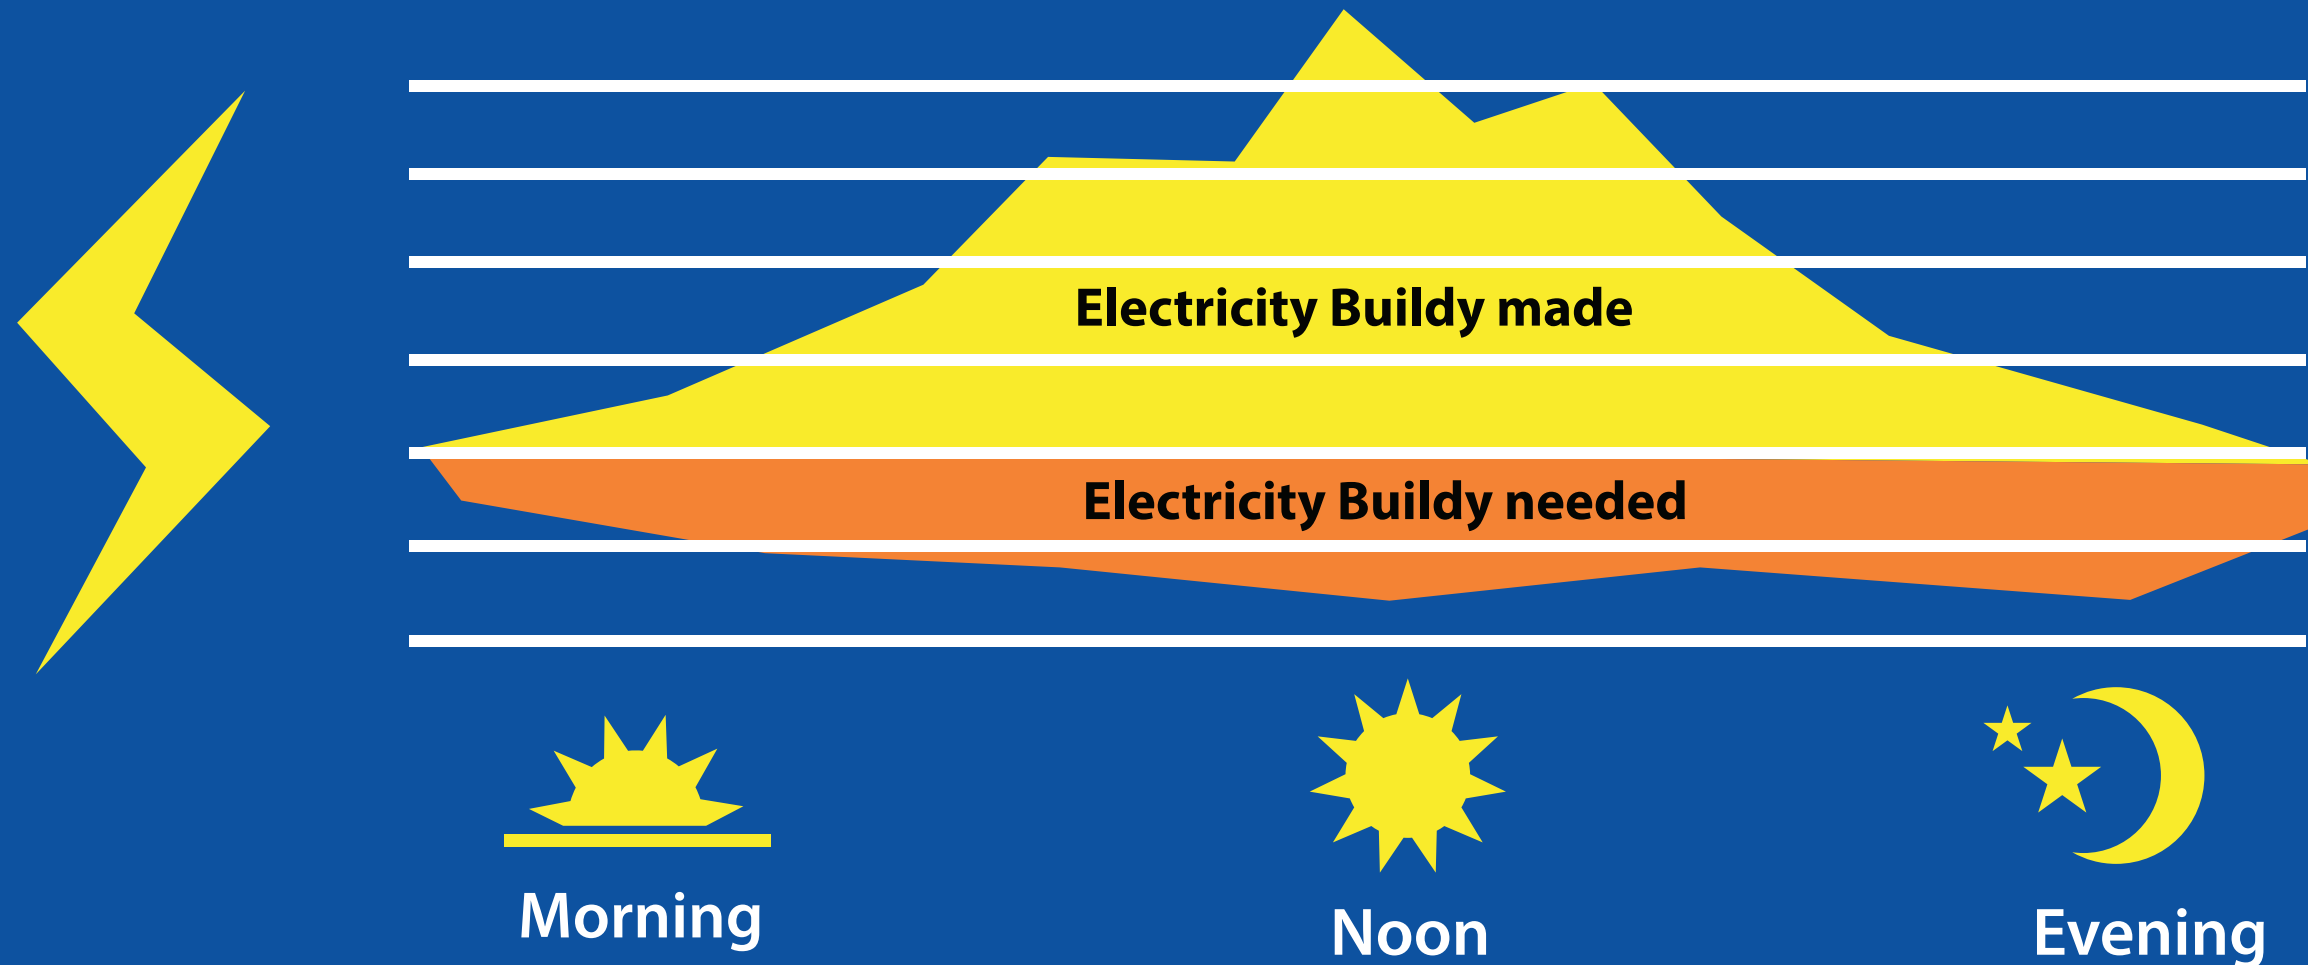 Electricity Buildy made
Electricity Buildy needed
Morning
Noon
Evening